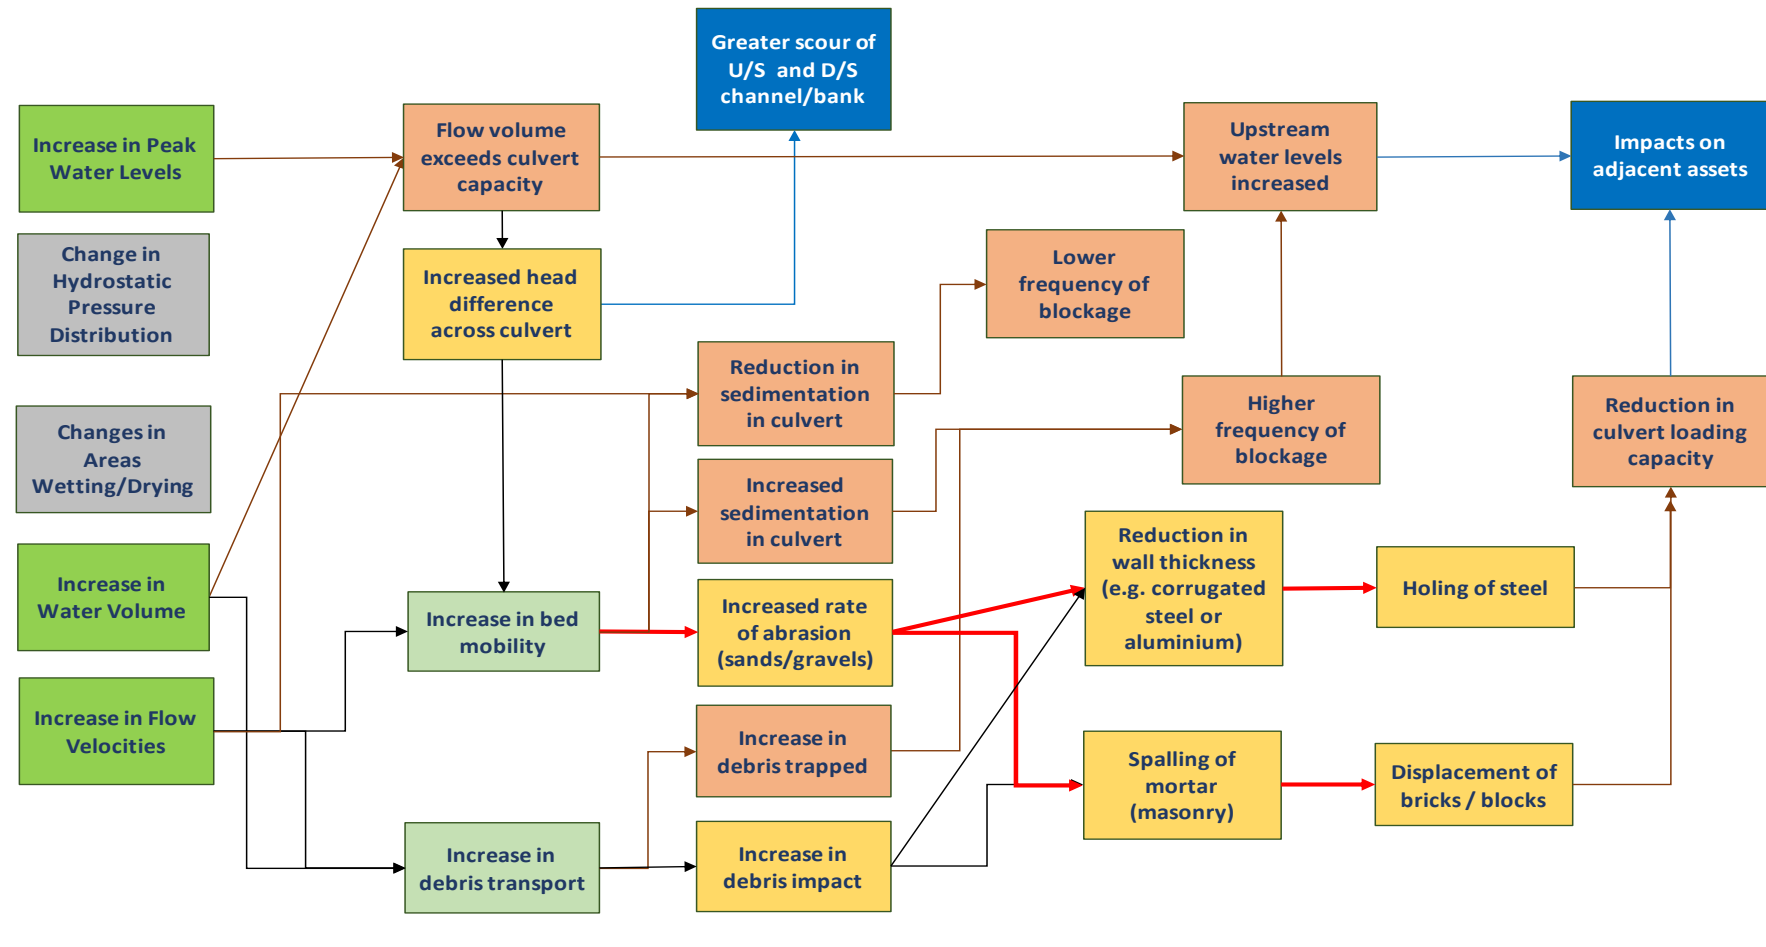 Greater scour of
U/S and D/S
channel/bank
Increase in Peak
Water Levels
Flow volume
exceeds culvert
capacity
Upstream
water levels
increased
Impacts on
adjacent assets
Change in
Hydrostatic
Pressure
Distribution
Increased head
difference
across culvert
Lower
frequency of
blockage
Reduction in
sedimentation
in culvert
Higher
frequency of
blockage
Reduction in
culvert loading
capacity
Changes in
Areas
Wetting/Drying
Increased
sedimentation
in culvert
Increase in
Water Volume
Increase in bed
mobility
Increased rate
of abrasion
(sands/gravels)
Reduction in
wall thickness
(e.g. corrugated
steel or
aluminium)
Holing of steel
Increase in Flow
Velocities
Increase in
debris trapped
Spalling of
mortar
(masonry)
Displacement of
bricks / blocks
Increase in
debris transport
Increase in
debris impact